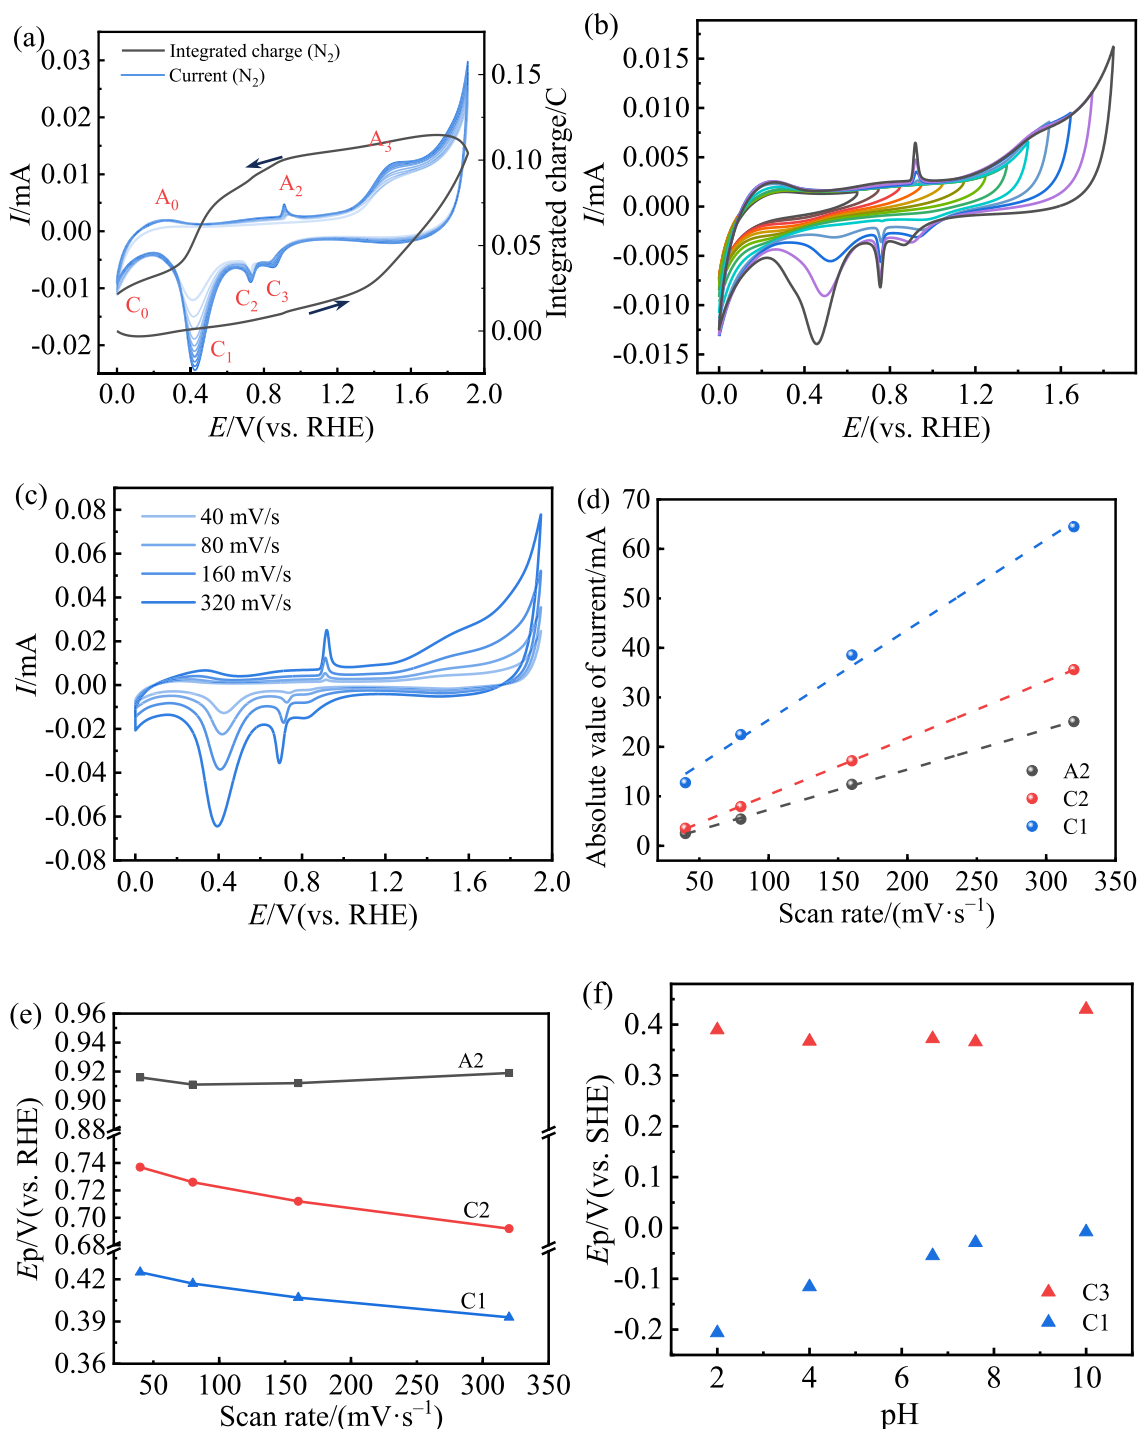 (a)
Integrated charge (N₂)
Current (N₂)
0.03
0.02
0.01
0.00
-0.01
-0.02
I/mA
A₀
A₂
A₃
C₀
C₁
C₂
C₃
0.15
0.10
0.05
0.00
Integrated charge/C
0.0 0.4 0.8 1.2 1.6 2.0
E/V(vs. RHE)
(b)
0.015
0.010
0.005
0.000
-0.005
-0.010
-0.015
I/mA
0.0 0.4 0.8 1.2 1.6
E/(vs. RHE)
(c)
40 mV/s
80 mV/s
160 mV/s
320 mV/s
0.08
0.06
0.04
0.02
0.00
-0.02
-0.04
-0.06
-0.08
I/mA
0.0 0.4 0.8 1.2 1.6 2.0
E/V(vs. RHE)
(d)
70
60
50
40
30
20
10
0
Absolute value of current/mA
A2
C2
C1
50 100 150 200 250 300 350
Scan rate/(mV·s⁻¹)
(e)
0.96
0.94
0.92
0.90
0.88
0.86
0.74
0.72
0.70
0.68
0.42
0.39
0.36
Ep/V(vs. RHE)
A2
C2
C1
50 100 150 200 250 300 350
Scan rate/(mV·s⁻¹)
(f)
0.4
0.3
0.2
0.1
0.0
-0.1
-0.2
Ep/V(vs. SHE)
C3
C1
2 4 6 8 10
pH